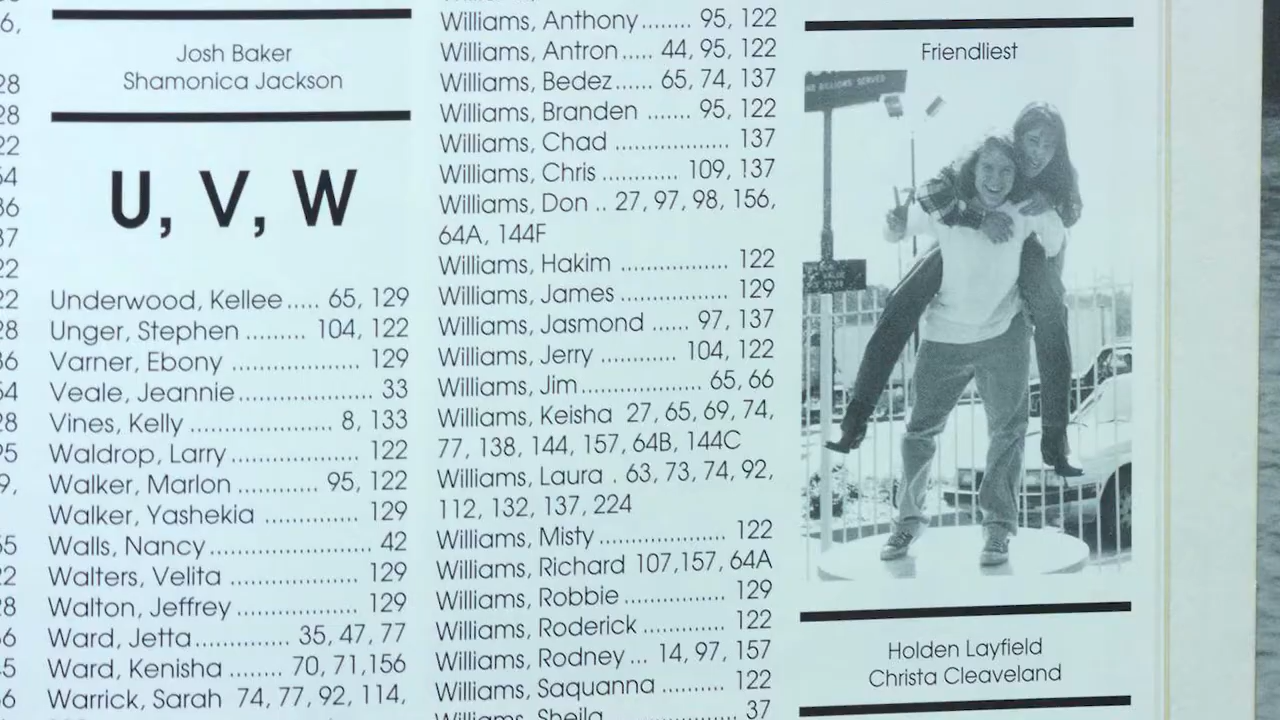 Josh Baker
Shamonica Jackson
U, V, W
Underwood, Kellee..... 65, 129
Unger, Stephen ......... 104, 122
Varner, Ebony .................. 129
Veale, Jeannie................... 33
Vines, Kelly ................... 8, 133
Waldrop, Larry .................. 122
Walker, Marlon .......... 95, 122
Walker, Yashekia ............. 129
Walls, Nancy...................... 42
Walters, Velita .................. 129
Walton, Jeffrey ................. 129
Ward, Jetta............. 35, 47, 77
Ward, Kenisha ....... 70, 71,156
Warrick, Sarah 74, 77, 92, 114,
Williams, Anthony........ 95, 122
Williams, Antron..... 44, 95, 122
Williams, Bedez...... 65, 74, 137
Williams, Branden ....... 95, 122
Williams, Chad ................. 137
Williams, Chris ........... 109, 137
Williams, Don .. 27, 97, 98, 156,
64A, 144F
Williams, Hakim ................ 122
Williams, James ................ 129
Williams, Jasmond ...... 97, 137
Williams, Jerry ........... 104, 122
Williams, Jim.................. 65, 66
Williams, Keisha 27, 65, 69, 74,
77, 138, 144, 157, 64B, 144C
Williams, Laura . 63, 73, 74, 92,
112, 132, 137, 224
Williams, Misty................... 122
Williams, Richard 107,157, 64A
Williams, Robbie............... 129
Williams, Roderick ............ 122
Williams, Rodney... 14, 97, 157
Williams, Saquanna .......... 122
Williams, Sheila.................... 37
Friendliest
BILLIONS SERVED
Holden Layfield
Christa Cleaveland